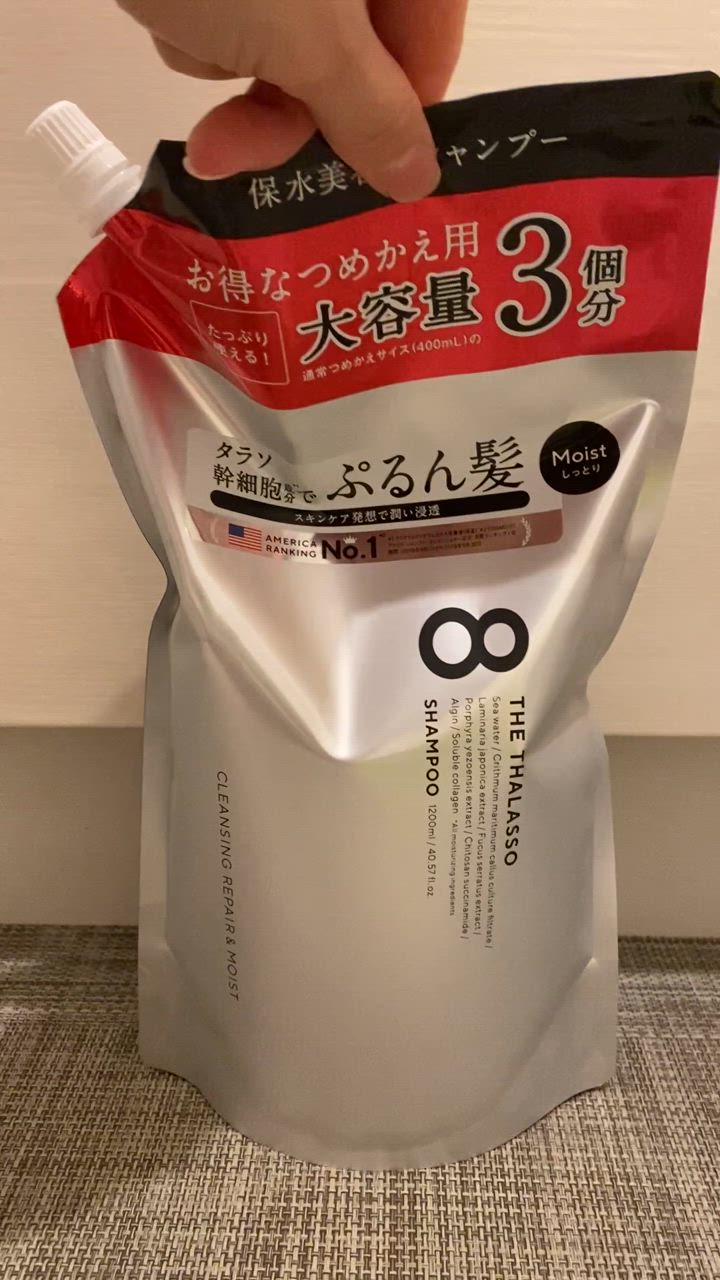 保水美 シャンプー
お得なつめかえ用
大容量 3個分
たっぷり
使える!
通常つめかえサイズ(400mL)の
タラソ
幹細胞 で ぷるん髪
Moist
しっとり
スキンケア発想で潤い浸透
AMERICA
RANKING No.1
8
THE THALASSO
Sea water / Crithmum maritimum callus culture filtrate /
Laminaria japonica extract / Fucus serratus extract /
Porphyra yezoensis extract / Chitosan succinamide /
Algin / Soluble collagen *All moisturizing ingredients
SHAMPOO 1200ml / 40.57 fl.oz.
CLEANSING REPAIR & MOIST